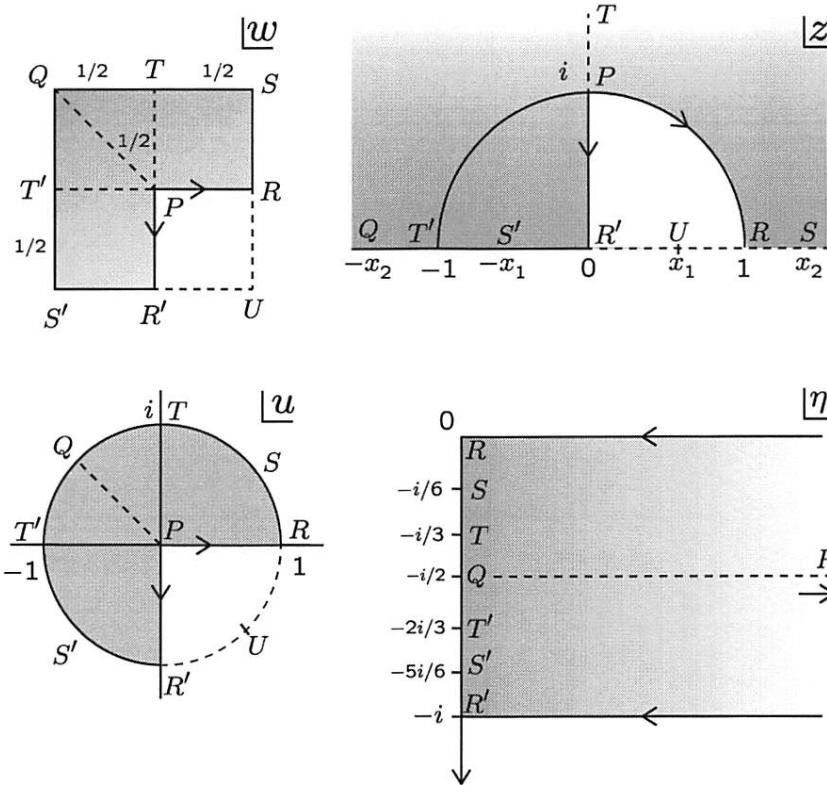 w
Q 1/2 T 1/2 S
1/2
T' P R
1/2
S' R' U
z
T
i P
Q T' S' R' U R S
-x₂ -1 -x₁ 0 x₁ 1 x₂
u
i T
Q S
T' P R
-1 1
S' U
R'
η
0
R
-i/6 S
-i/3 T
-i/2 Q
-2i/3 T'
-5i/6 S'
-i R'